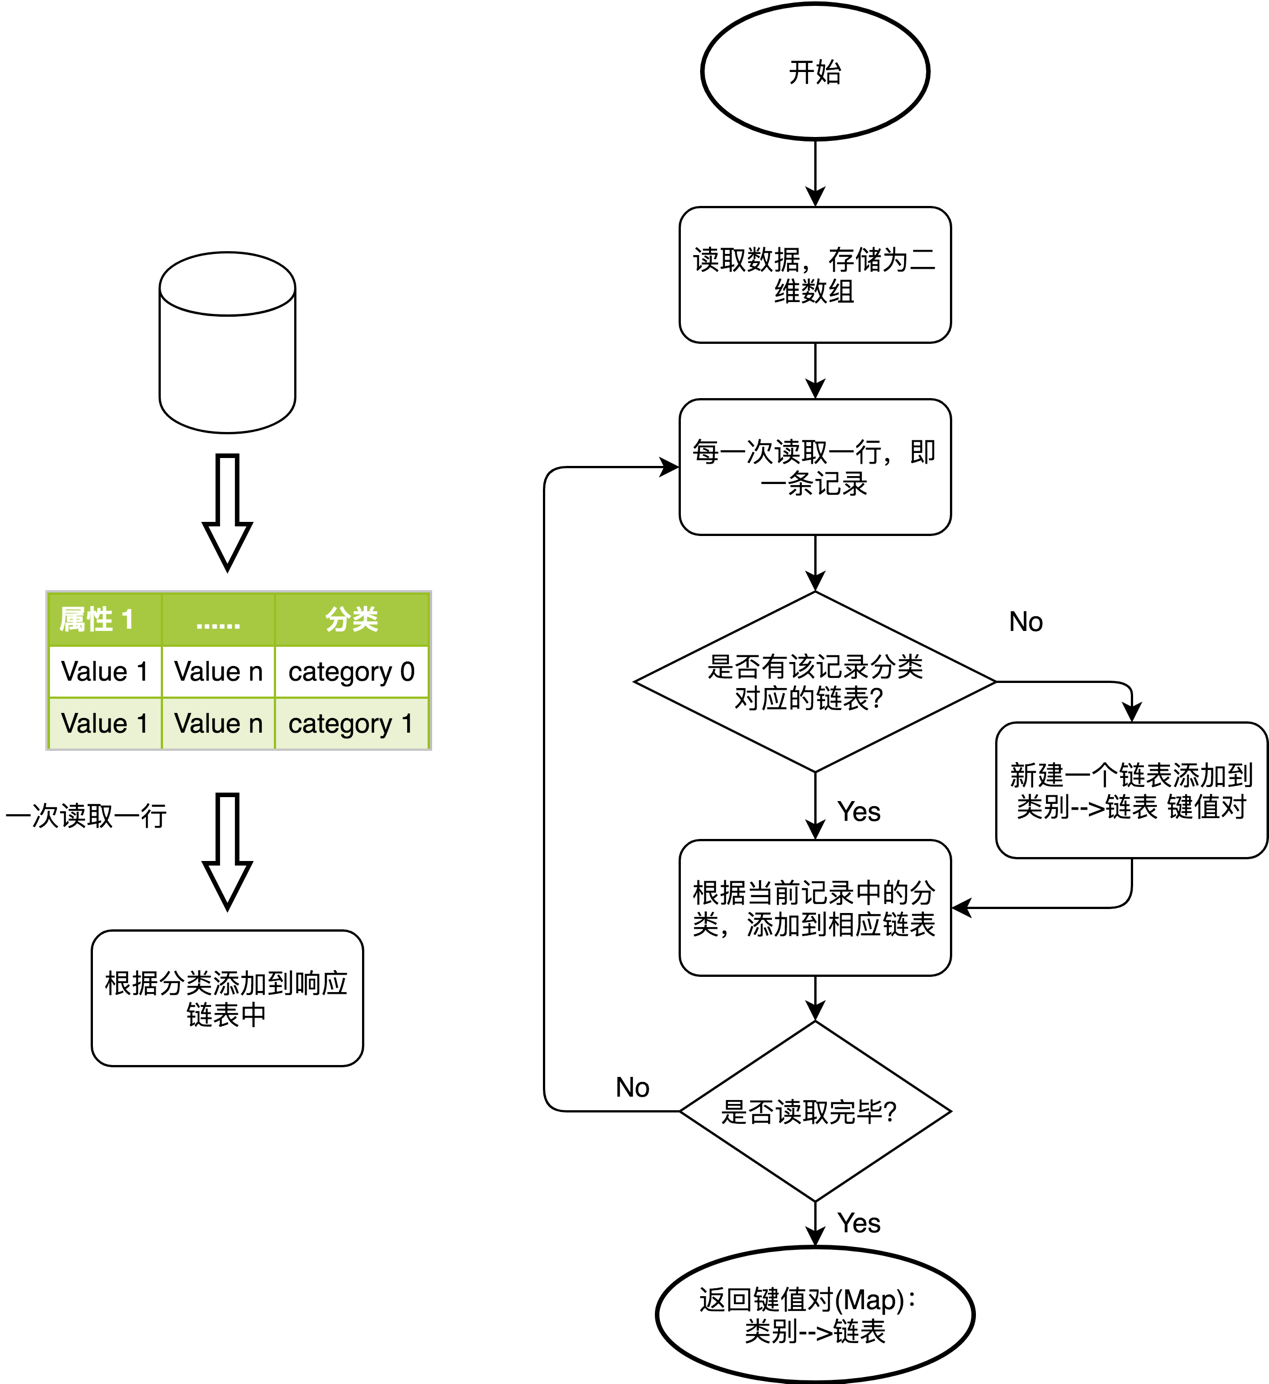 开始
读取数据，存储为二
维数组
每一次读取一行，即
一条记录
是否有该记录分类
对应的链表？
No
新建一个链表添加到
类别-->链表 键值对
Yes
根据当前记录中的分
类，添加到相应链表
是否读取完毕？
No
Yes
返回键值对(Map)：
类别-->链表
属性 1 ...... 分类
Value 1 Value n category 0
Value 1 Value n category 1
一次读取一行
根据分类添加到响应
链表中